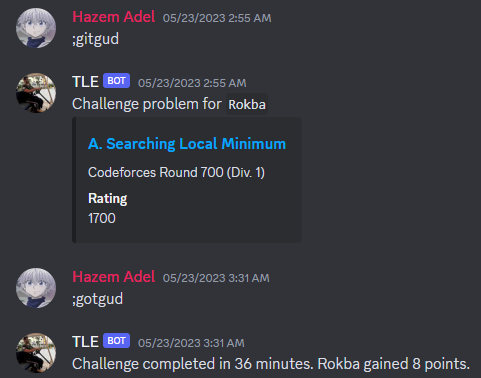 Hazem Adel 05/23/2023 2:55 AM
;gitgud
TLE BOT 05/23/2023 2:55 AM
Challenge problem for Rokba
A. Searching Local Minimum
Codeforces Round 700 (Div. 1)
Rating
1700
Hazem Adel 05/23/2023 3:31 AM
;gotgud
TLE BOT 05/23/2023 3:31 AM
Challenge completed in 36 minutes. Rokba gained 8 points.